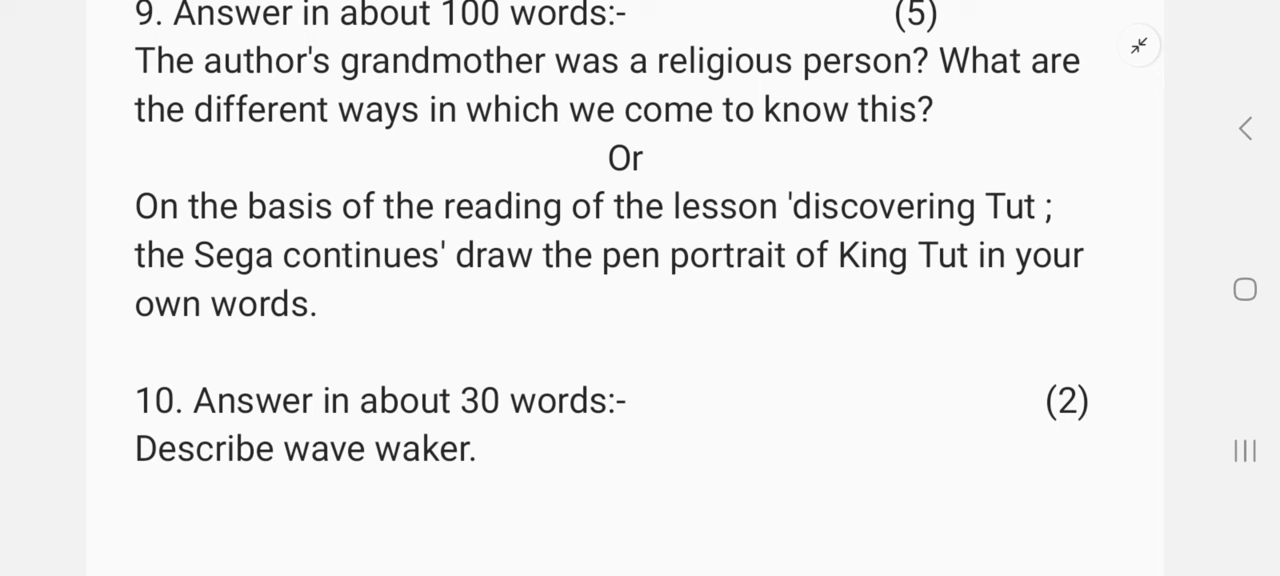 9. Answer in about 100 words:- (5)
The author's grandmother was a religious person? What are
the different ways in which we come to know this?
Or
On the basis of the reading of the lesson 'discovering Tut ;
the Sega continues' draw the pen portrait of King Tut in your
own words.
10. Answer in about 30 words:- (2)
Describe wave waker.